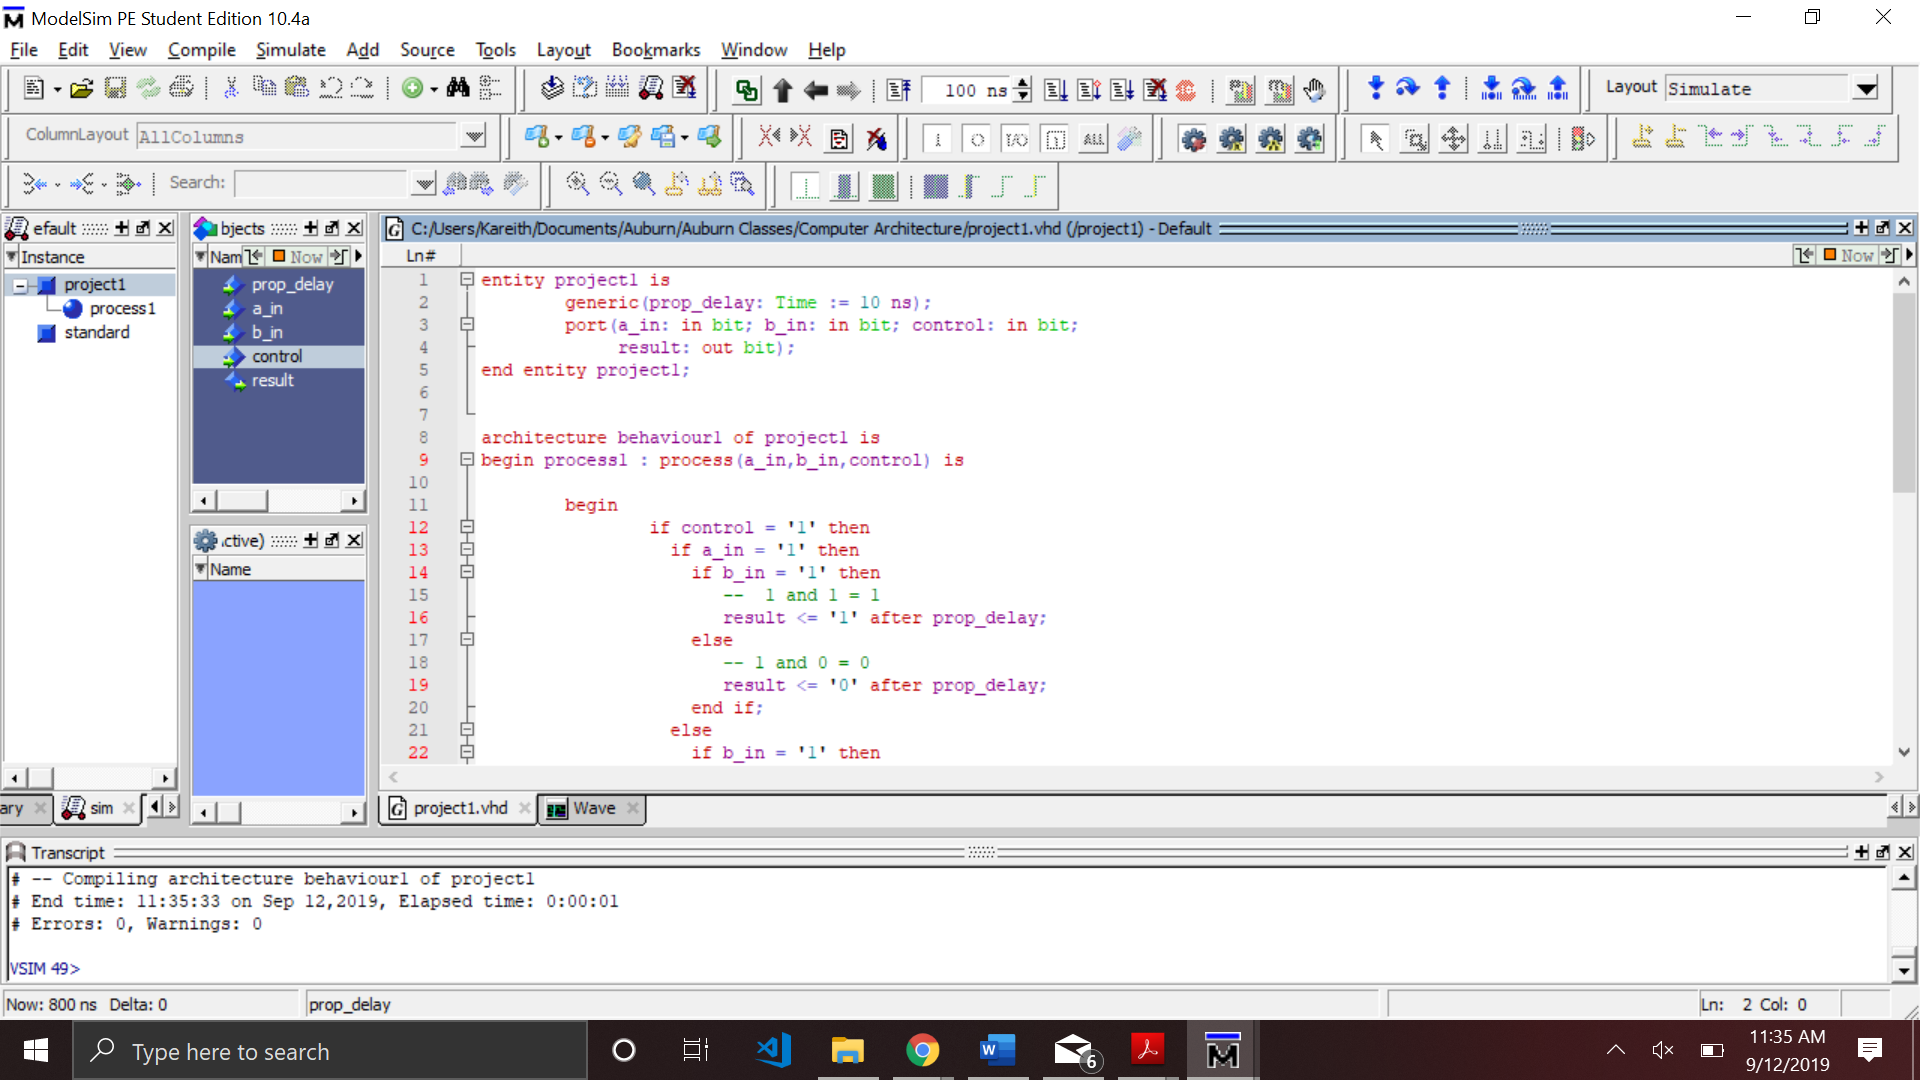 ModelSim PE Student Edition 10.4a
File Edit View Compile Simulate Add Source Tools Layout Bookmarks Window Help
100 ns
Layout Simulate
ColumnLayout AllColumns
Search:
efault
Instance
project1
process1
standard
bjects
Nam Now
prop_delay
a_in
b_in
control
result
.ctive)
Name
C:/Users/Kareith/Documents/Auburn/Auburn Classes/Computer Architecture/project1.vhd (/project1) - Default
Ln# Now
1 entity project1 is
2 generic(prop_delay: Time := 10 ns);
3 port(a_in: in bit; b_in: in bit; control: in bit;
4 result: out bit);
5 end entity project1;
6
7
8 architecture behaviour1 of project1 is
9 begin process1 : process(a_in,b_in,control) is
10
11 begin
12 if control = '1' then
13 if a_in = '1' then
14 if b_in = '1' then
15 -- 1 and 1 = 1
16 result <= '1' after prop_delay;
17 else
18 -- 1 and 0 = 0
19 result <= '0' after prop_delay;
20 end if;
21 else
22 if b_in = '1' then
ary sim
project1.vhd Wave
Transcript
# -- Compiling architecture behaviour1 of project1
# End time: 11:35:33 on Sep 12,2019, Elapsed time: 0:00:01
# Errors: 0, Warnings: 0
VSIM 49>
Now: 800 ns Delta: 0 prop_delay Ln: 2 Col: 0
Type here to search
6
11:35 AM
9/12/2019